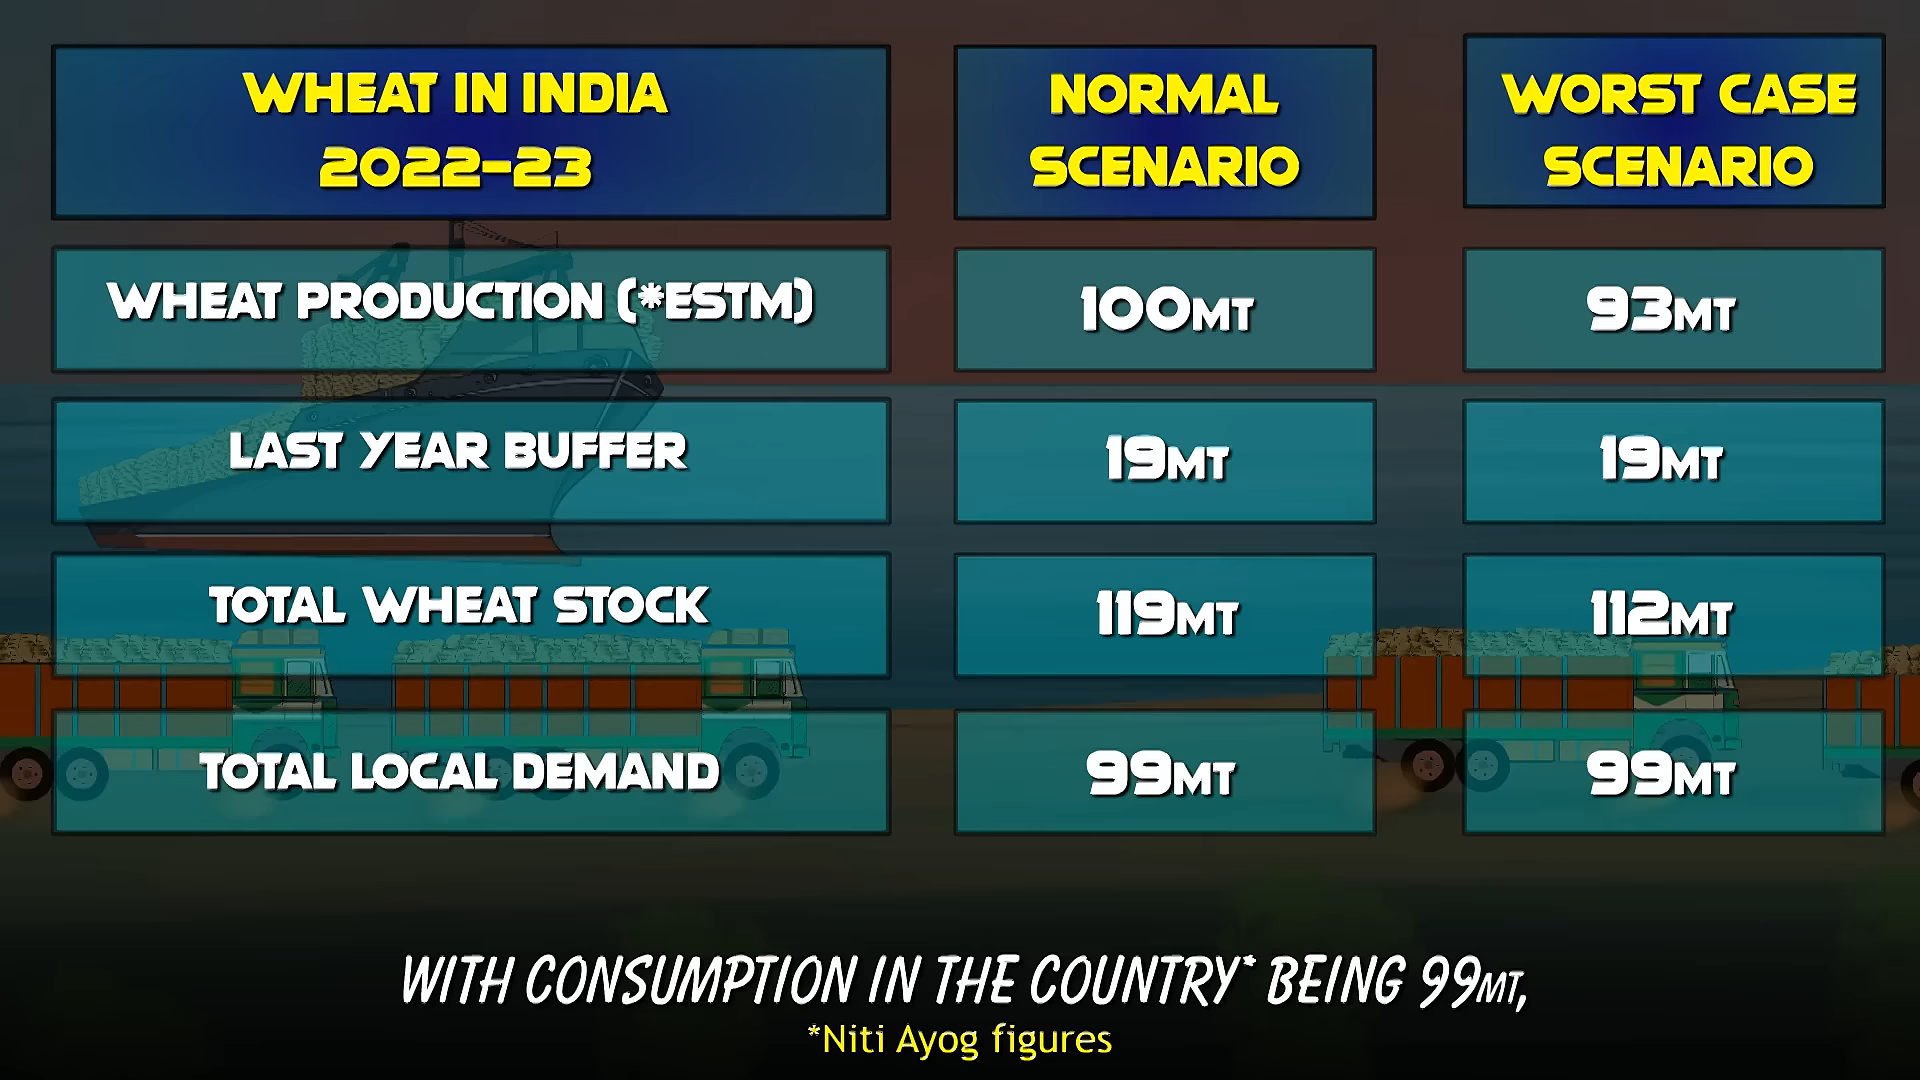 WHEAT IN INDIA
2022-23
NORMAL
SCENARIO
WORST CASE
SCENARIO
WHEAT PRODUCTION (*ESTM)
100MT
93MT
LAST YEAR BUFFER
19MT
19MT
TOTAL WHEAT STOCK
119MT
112MT
TOTAL LOCAL DEMAND
99MT
99MT
WITH CONSUMPTION IN THE COUNTRY* BEING 99MT,
*Niti Ayog figures